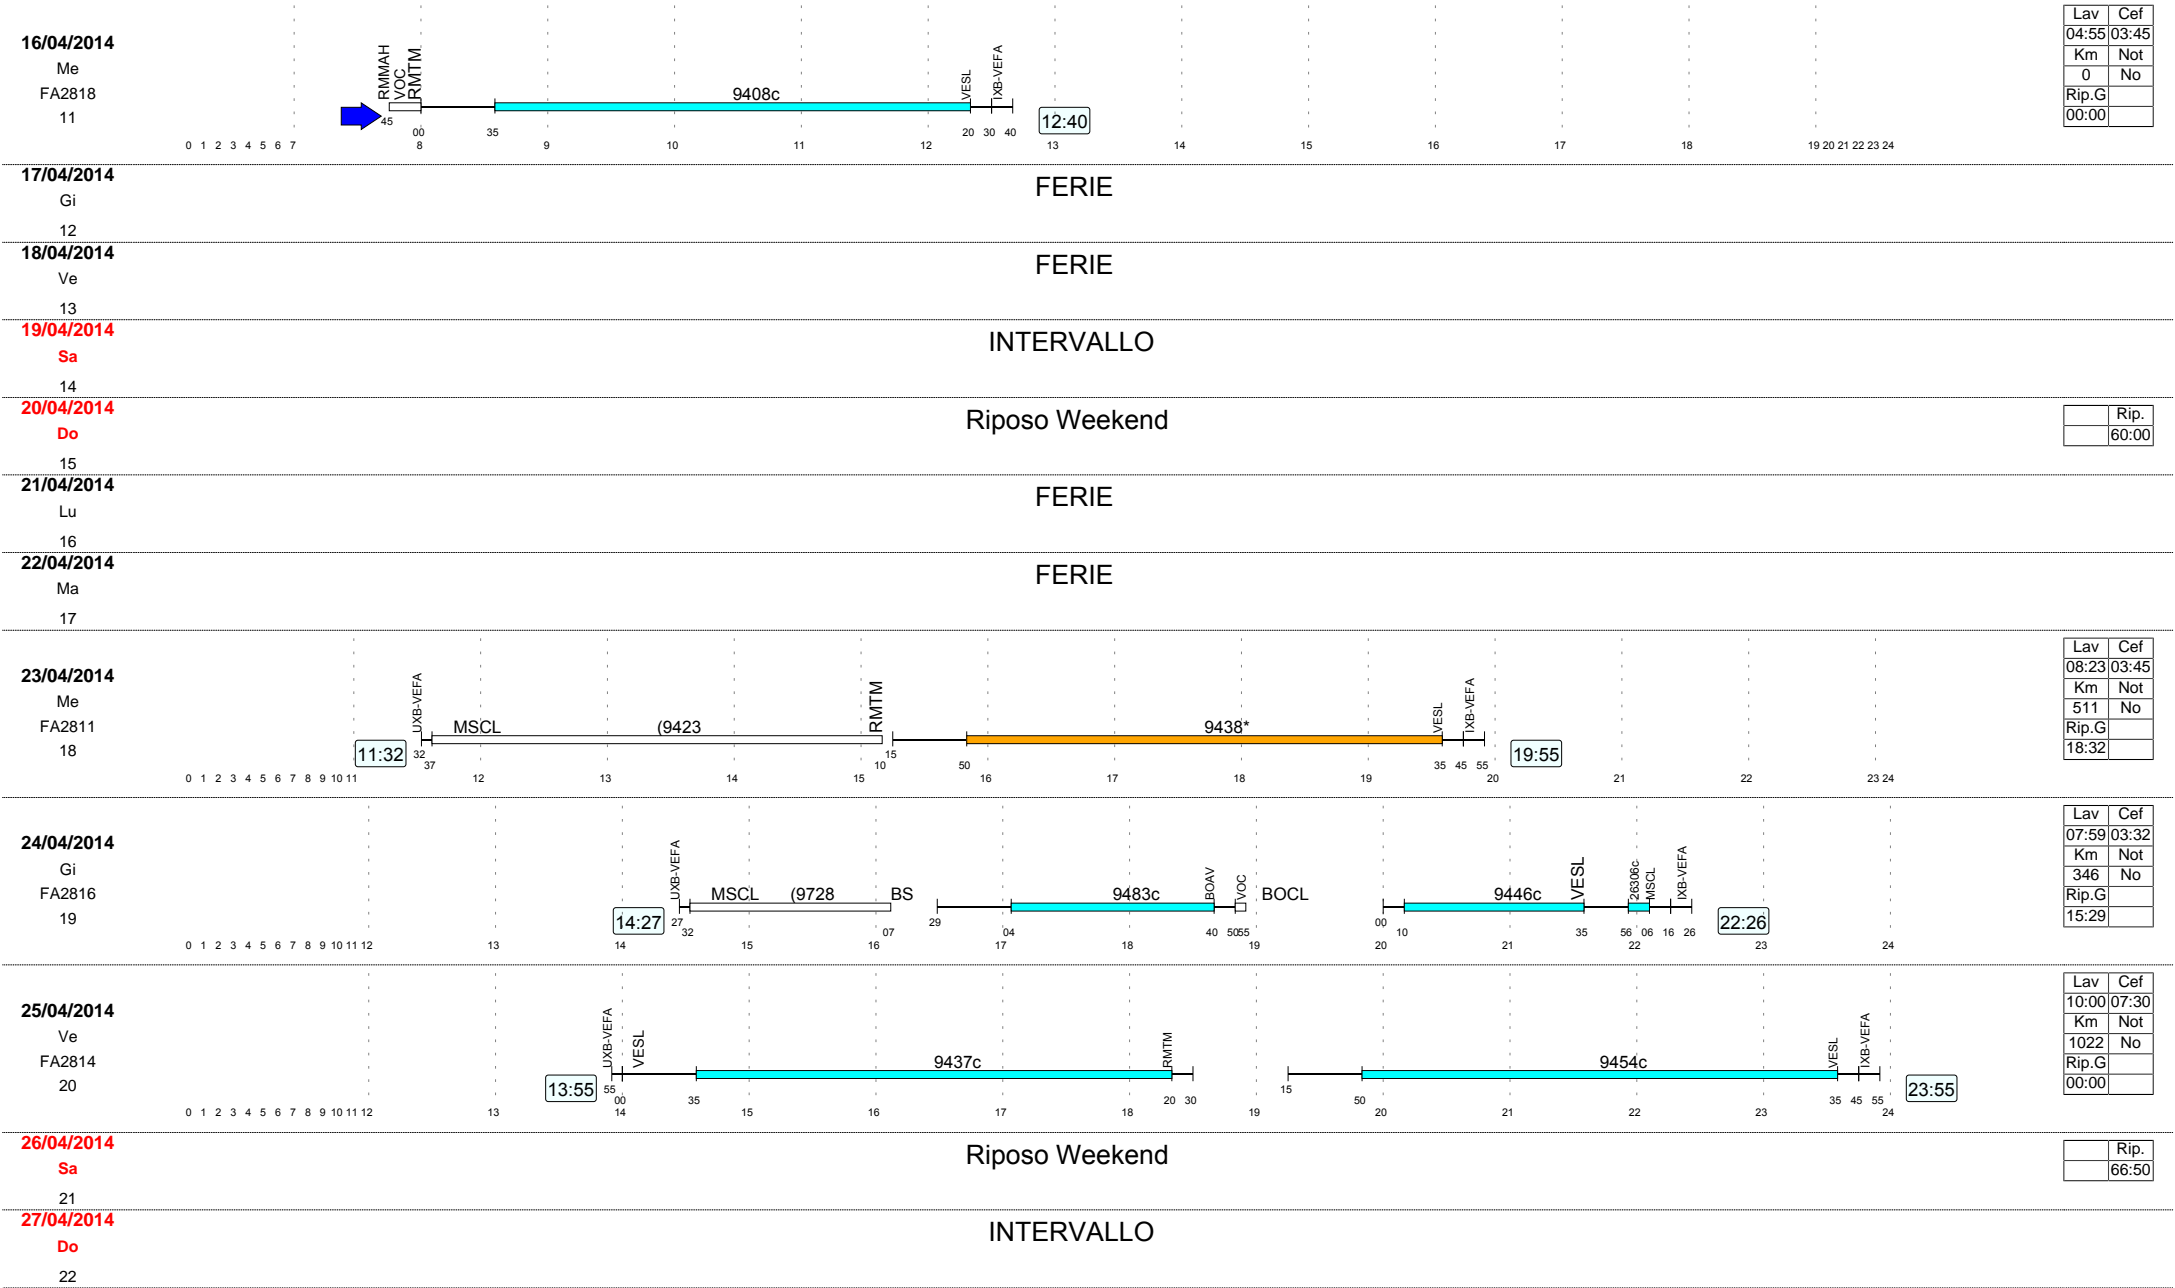 16/04/2014
Me
FA2818
11
RMMAH
VOC
RMTM
9408c
VESL
IXB-VEFA
45 00 35 20 30 40
12:40
0 1 2 3 4 5 6 7 8 9 10 11 12 13 14 15 16 17 18 19 20 21 22 23 24
Lav Cef
04:55 03:45
Km Not
0 No
Rip.G
00:00
17/04/2014
Gi
12
FERIE
18/04/2014
Ve
13
FERIE
19/04/2014
Sa
14
INTERVALLO
20/04/2014
Do
15
Riposo Weekend
Rip.
60:00
21/04/2014
Lu
16
FERIE
22/04/2014
Ma
17
FERIE
23/04/2014
Me
FA2811
18
11:32
UXB-VEFA
MSCL (9423
RMTM
9438*
VESL
IXB-VEFA
32 37 10 15 50 35 45 55
19:55
0 1 2 3 4 5 6 7 8 9 10 11 12 13 14 15 16 17 18 19 20 21 22 23 24
Lav Cef
08:23 03:45
Km Not
511 No
Rip.G
18:32
24/04/2014
Gi
FA2816
19
14:27
UXB-VEFA
MSCL (9728 BS
9483c
BOAV
VOC
BOCL
9446c
VESL
26306c
MSCL
IXB-VEFA
27 32 07 29 04 40 50 55 00 10 35 56 06 16 26
22:26
0 1 2 3 4 5 6 7 8 9 10 11 12 13 14 15 16 17 18 19 20 21 22 23 24
Lav Cef
07:59 03:32
Km Not
346 No
Rip.G
15:29
25/04/2014
Ve
FA2814
20
13:55
UXB-VEFA
VESL
9437c
RMTM
9454c
VESL
IXB-VEFA
55 00 35 20 30 15 50 35 45 55
23:55
0 1 2 3 4 5 6 7 8 9 10 11 12 13 14 15 16 17 18 19 20 21 22 23 24
Lav Cef
10:00 07:30
Km Not
1022 No
Rip.G
00:00
26/04/2014
Sa
21
Riposo Weekend
Rip.
66:50
27/04/2014
Do
22
INTERVALLO